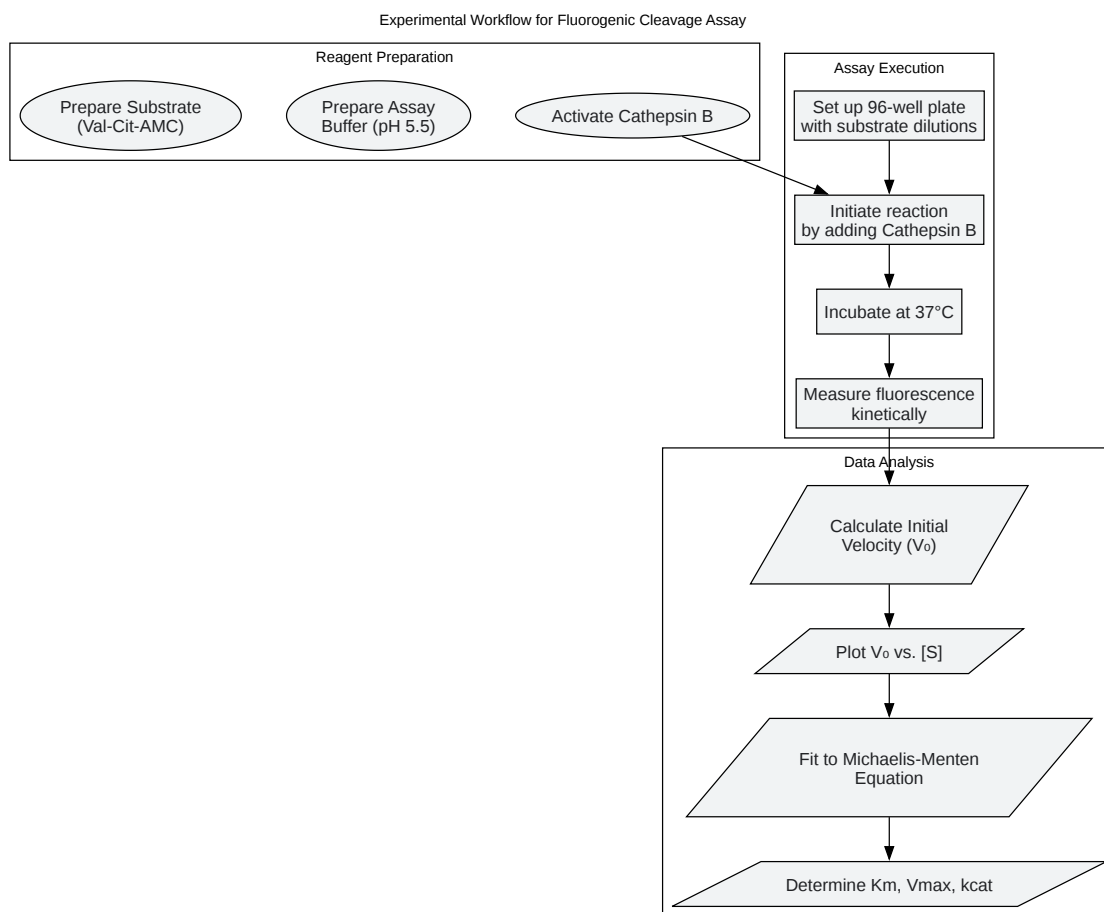 Experimental Workflow for Fluorogenic Cleavage Assay
Reagent Preparation
Prepare Substrate
(Val-Cit-AMC)
Prepare Assay
Buffer (pH 5.5)
Activate Cathepsin B
Assay Execution
Set up 96-well plate
with substrate dilutions
Initiate reaction
by adding Cathepsin B
Incubate at 37°C
Measure fluorescence
kinetically
Data Analysis
Calculate Initial
Velocity (V₀)
Plot V₀ vs. [S]
Fit to Michaelis-Menten
Equation
Determine Km, Vmax, kcat